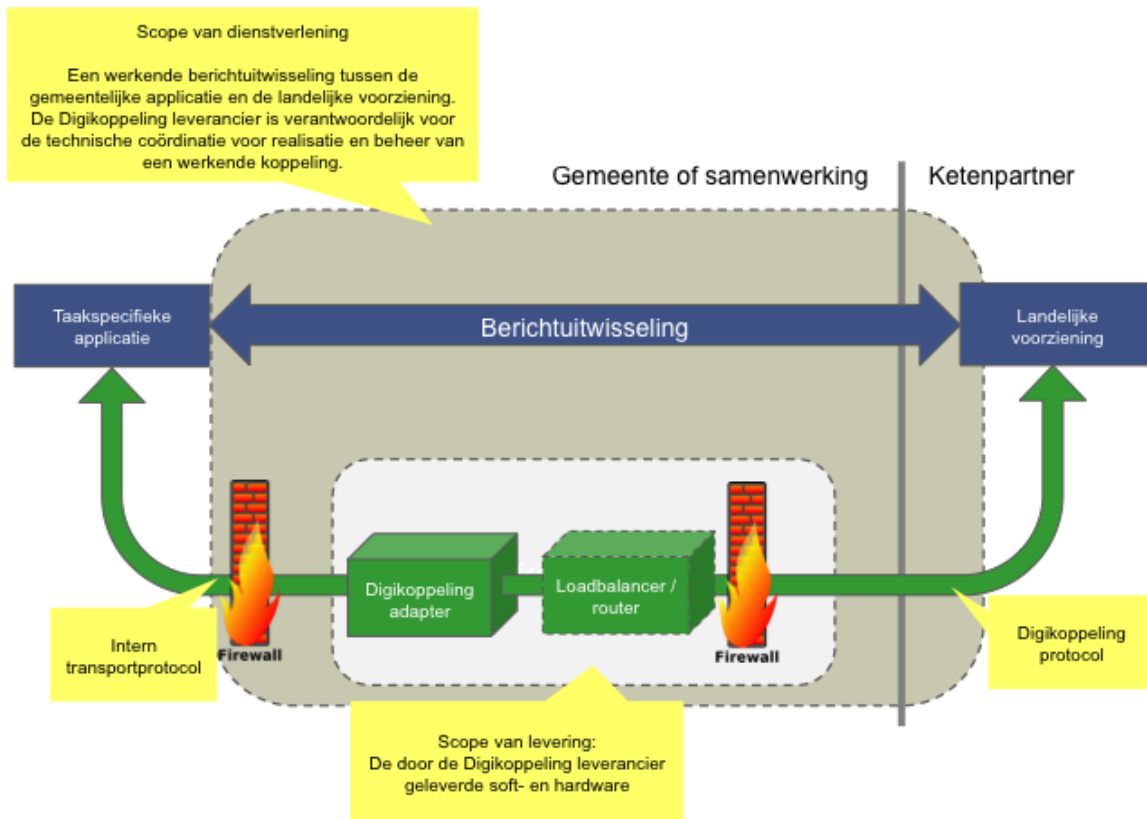 Scope van dienstverlening
Een werkende berichtuitwisseling tussen de
gemeentelijke applicatie en de landelijke voorziening.
De Digikoppeling leverancier is verantwoordelijk voor
de technische coördinatie voor realisatie en beheer van
een werkende koppeling.
Gemeente of samenwerking
Ketenpartner
Taakspecifieke
applicatie
Berichtuitwisseling
Landelijke
voorziening
Digikoppeling
adapter
Loadbalancer /
router
Firewall
Firewall
Intern
transportprotocol
Digikoppeling
protocol
Scope van levering:
De door de Digikoppeling leverancier
geleverde soft- en hardware